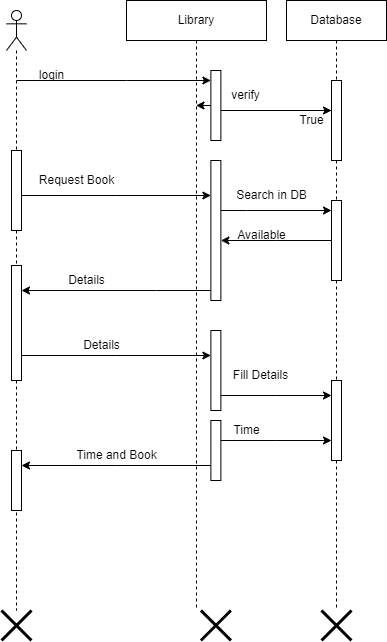 Library
Database
login
verify
True
Request Book
Search in DB
Available
Details
Details
Fill Details
Time
Time and Book